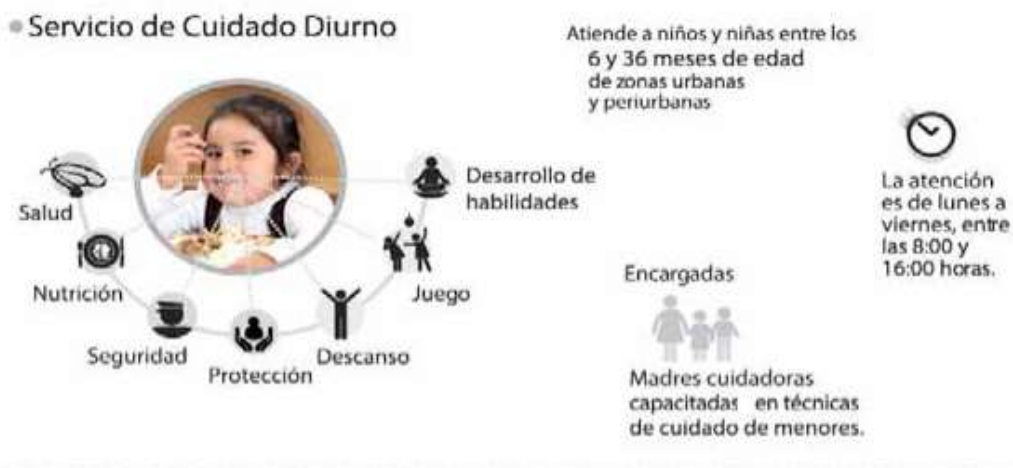 Servicio de Cuidado Diurno
Atiende a niños y niñas entre los
6 y 36 meses de edad
de zonas urbanas
y periurbanas
Salud
Nutrición
Seguridad
Protección
Descanso
Juego
Desarrollo de
habilidades
La atención
es de lunes a
viernes, entre
las 8:00 y
16:00 horas.
Encargadas
Madres cuidadoras
capacitadas en técnicas
de cuidado de menores.